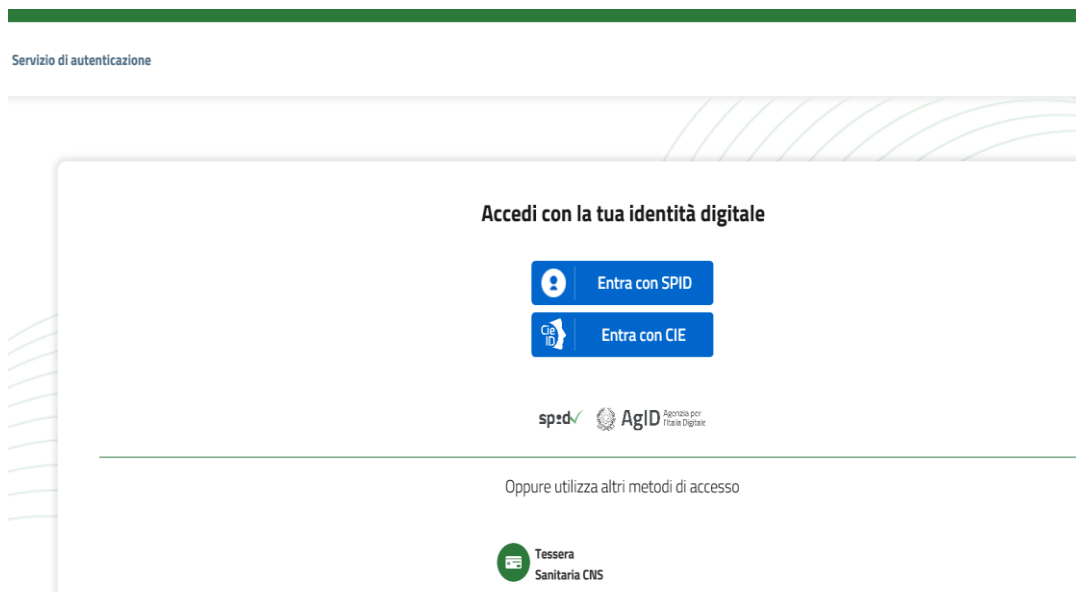 Servizio di autenticazione
Accedi con la tua identità digitale
Entra con SPID
Cie
ID
Entra con CIE
sp:d
AgID
Agenzia per
l'Italia Digitale
Oppure utilizza altri metodi di accesso
Tessera
Sanitaria CNS